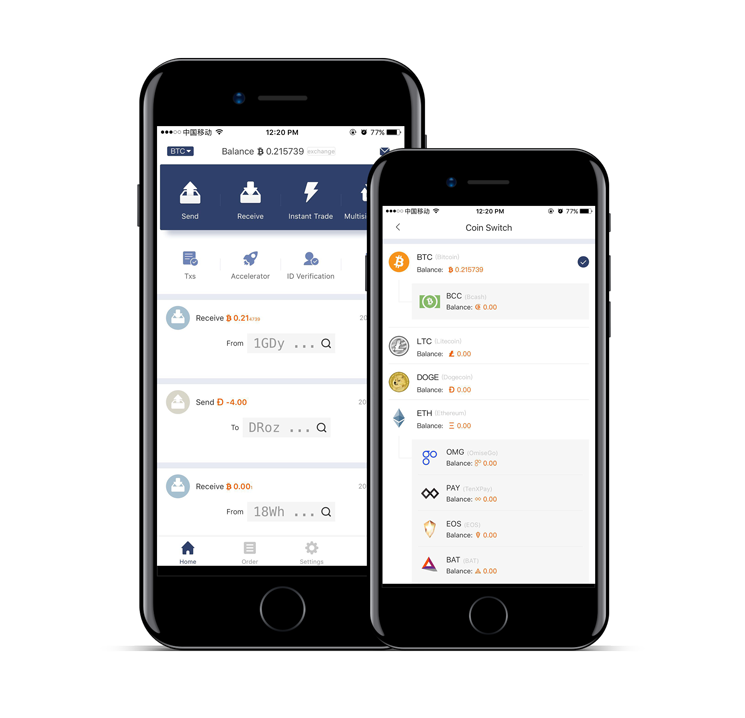 中国移动 12:20 PM 77%
BTC Balance ₿ 0.215739 exchange
Send Receive Instant Trade Multisi
Txs Accelerator ID Verification
Receive ₿ 0.214739 20
From 1GDy ...
Send Ð -4.00 20
To DRoz ...
Receive ₿ 0.00 20
From 18Wh ...
Home Order Settings
中国移动 12:20 PM 77%
Coin Switch
BTC (Bitcoin)
Balance: ₿ 0.215739
BCC (Bcash)
Balance: 0.00
LTC (Litecoin)
Balance: 0.00
DOGE (Dogecoin)
Balance: Ð 0.00
ETH (Ethereum)
Balance: Ξ 0.00
OMG (OmiseGo)
Balance: 0.00
PAY (TenXPay)
Balance: 0.00
EOS (EOS)
Balance: 0.00
BAT (BAT)
Balance: 0.00